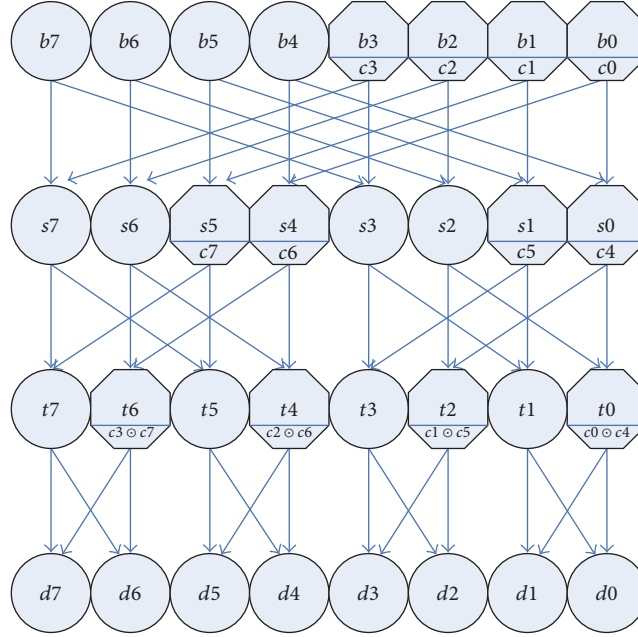 b7 b6 b5 b4 b3 b2 b1 b0
c3 c2 c1 c0
s7 s6 s5 s4 s3 s2 s1 s0
c7 c6 c5 c4
t7 t6 t5 t4 t3 t2 t1 t0
c3 ⊙ c7 c2 ⊙ c6 c1 ⊙ c5 c0 ⊙ c4
d7 d6 d5 d4 d3 d2 d1 d0